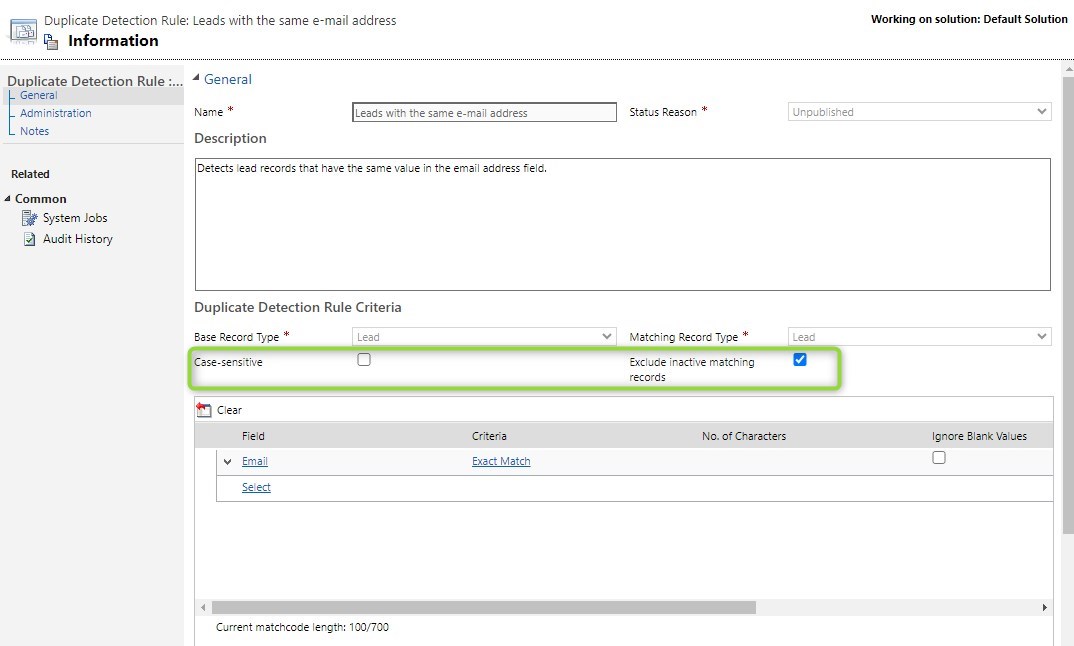 Duplicate Detection Rule: Leads with the same e-mail address
Working on solution: Default Solution
Information
Duplicate Detection Rule :...
General
Administration
Notes
Related
Common
System Jobs
Audit History
General
Name *
Leads with the same e-mail address
Status Reason *
Unpublished
Description
Detects lead records that have the same value in the email address field.
Duplicate Detection Rule Criteria
Base Record Type *
Lead
Matching Record Type *
Lead
Case-sensitive
Exclude inactive matching
records
Clear
Field Criteria No. of Characters Ignore Blank Values
Email Exact Match
Select
Current matchcode length: 100/700